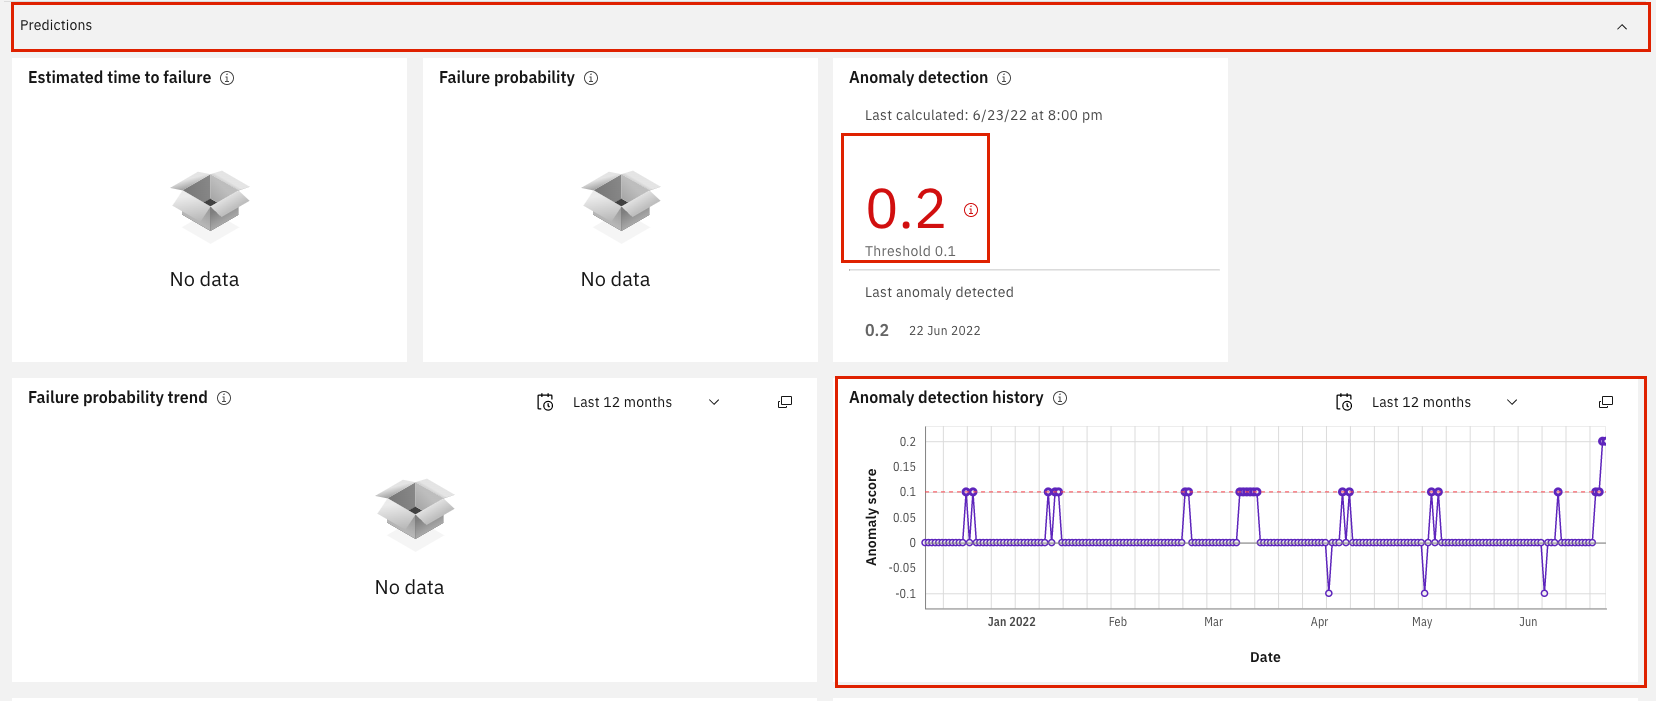 Predictions
Estimated time to failure
No data
Failure probability
No data
Anomaly detection
Last calculated: 6/23/22 at 8:00 pm
0.2
Threshold 0.1
Last anomaly detected
0.2 22 Jun 2022
Failure probability trend
Last 12 months
No data
Anomaly detection history
Last 12 months
Anomaly score
0.2
0.15
0.1
0.05
0
-0.05
-0.1
Jan 2022 Feb Mar Apr May Jun
Date